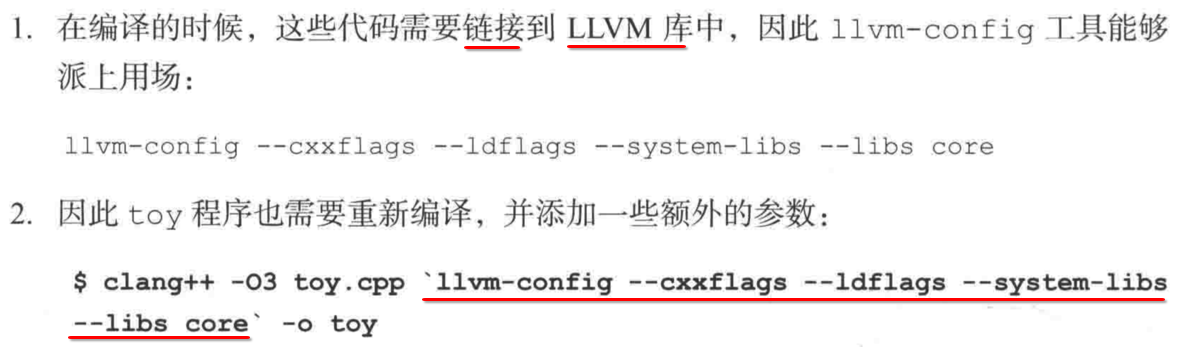 1. 在编译的时候，这些代码需要链接到 LLVM 库中，因此 llvm-config 工具能够
派上用场：
llvm-config --cxxflags --ldflags --system-libs --libs core
2. 因此 toy 程序也需要重新编译，并添加一些额外的参数：
$ clang++ -O3 toy.cpp `llvm-config --cxxflags --ldflags --system-libs
--libs core` -o toy